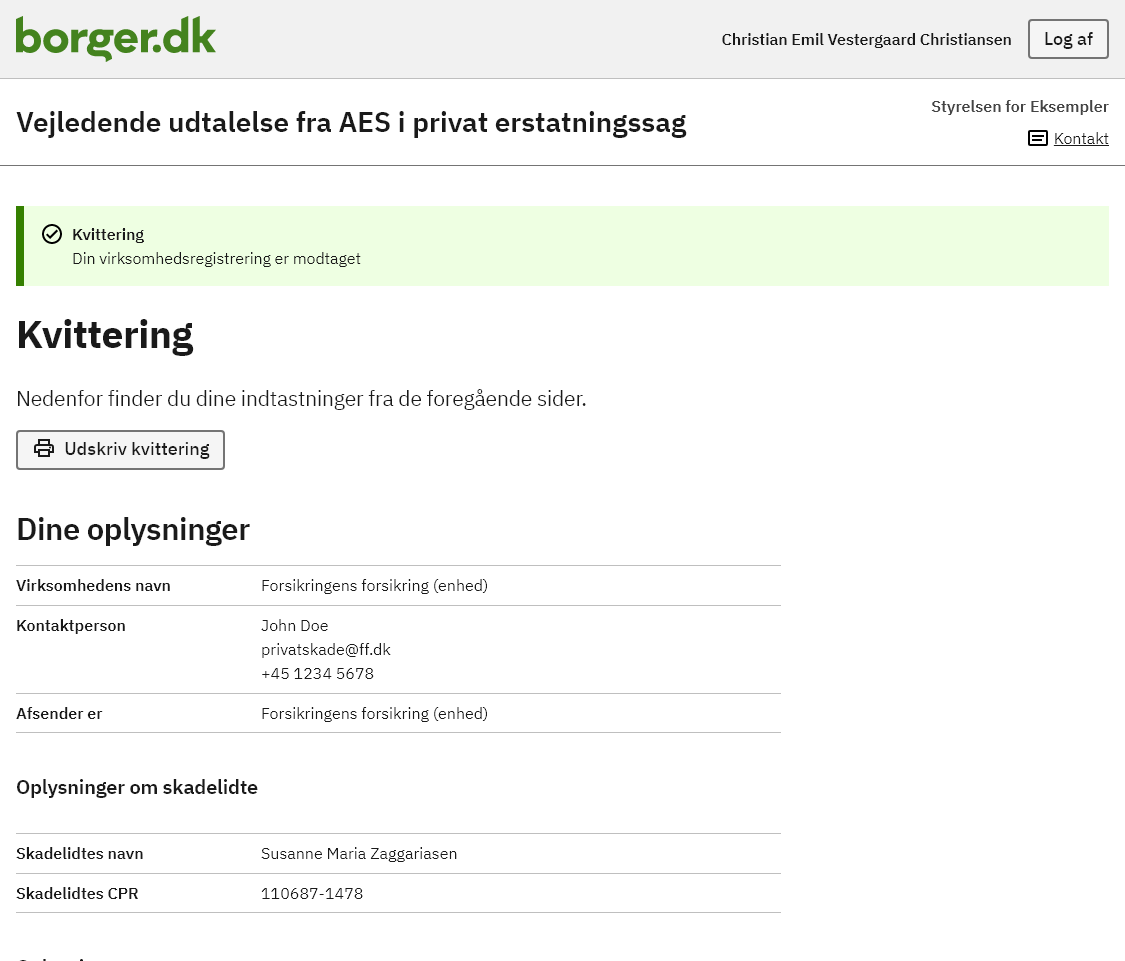 borger.dk
Christian Emil Vestergaard Christiansen
Log af
Vejledende udtalelse fra AES i privat erstatningssag
Styrelsen for Eksempler
Kontakt
Kvittering
Din virksomhedsregistrering er modtaget
Kvittering
Nedenfor finder du dine indtastninger fra de foregående sider.
Udskriv kvittering
Dine oplysninger
Virksomhedens navn Forsikringens forsikring (enhed)
Kontaktperson John Doe
privatskade@ff.dk
+45 1234 5678
Afsender er Forsikringens forsikring (enhed)
Oplysninger om skadelidte
Skadelidtes navn Susanne Maria Zaggariasen
Skadelidtes CPR 110687-1478